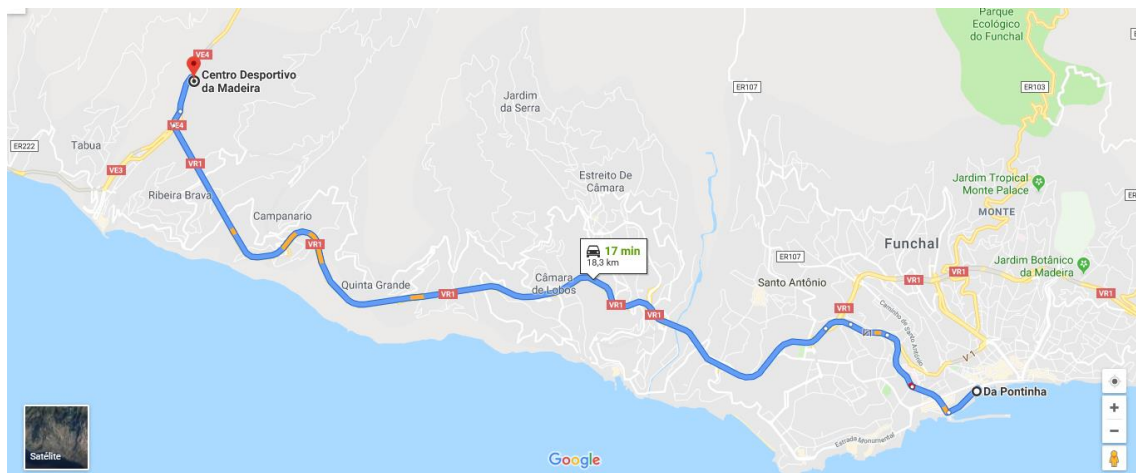 Parque
Ecológico
do Funchal
VE4
Centro Desportivo
da Madeira
ER107
ER103
Jardim
da Serra
VE4
ER222
Tabua
VR1
VE3
Estreito De
Câmara
Jardim Tropical
Monte Palace
Ribeira Brava
MONTE
Campanario
VR1
17 min
18,3 km
Funchal
ER107
Jardim Botânico
da Madeira
VR1
VR1
VR1
Quinta Grande
Câmara
de Lobos
Santo António
VR1
VR1
VR1
VR1
Caminho de Santo
António
V 1
Da Pontinha
Estrada Monumental
Satélite
Google